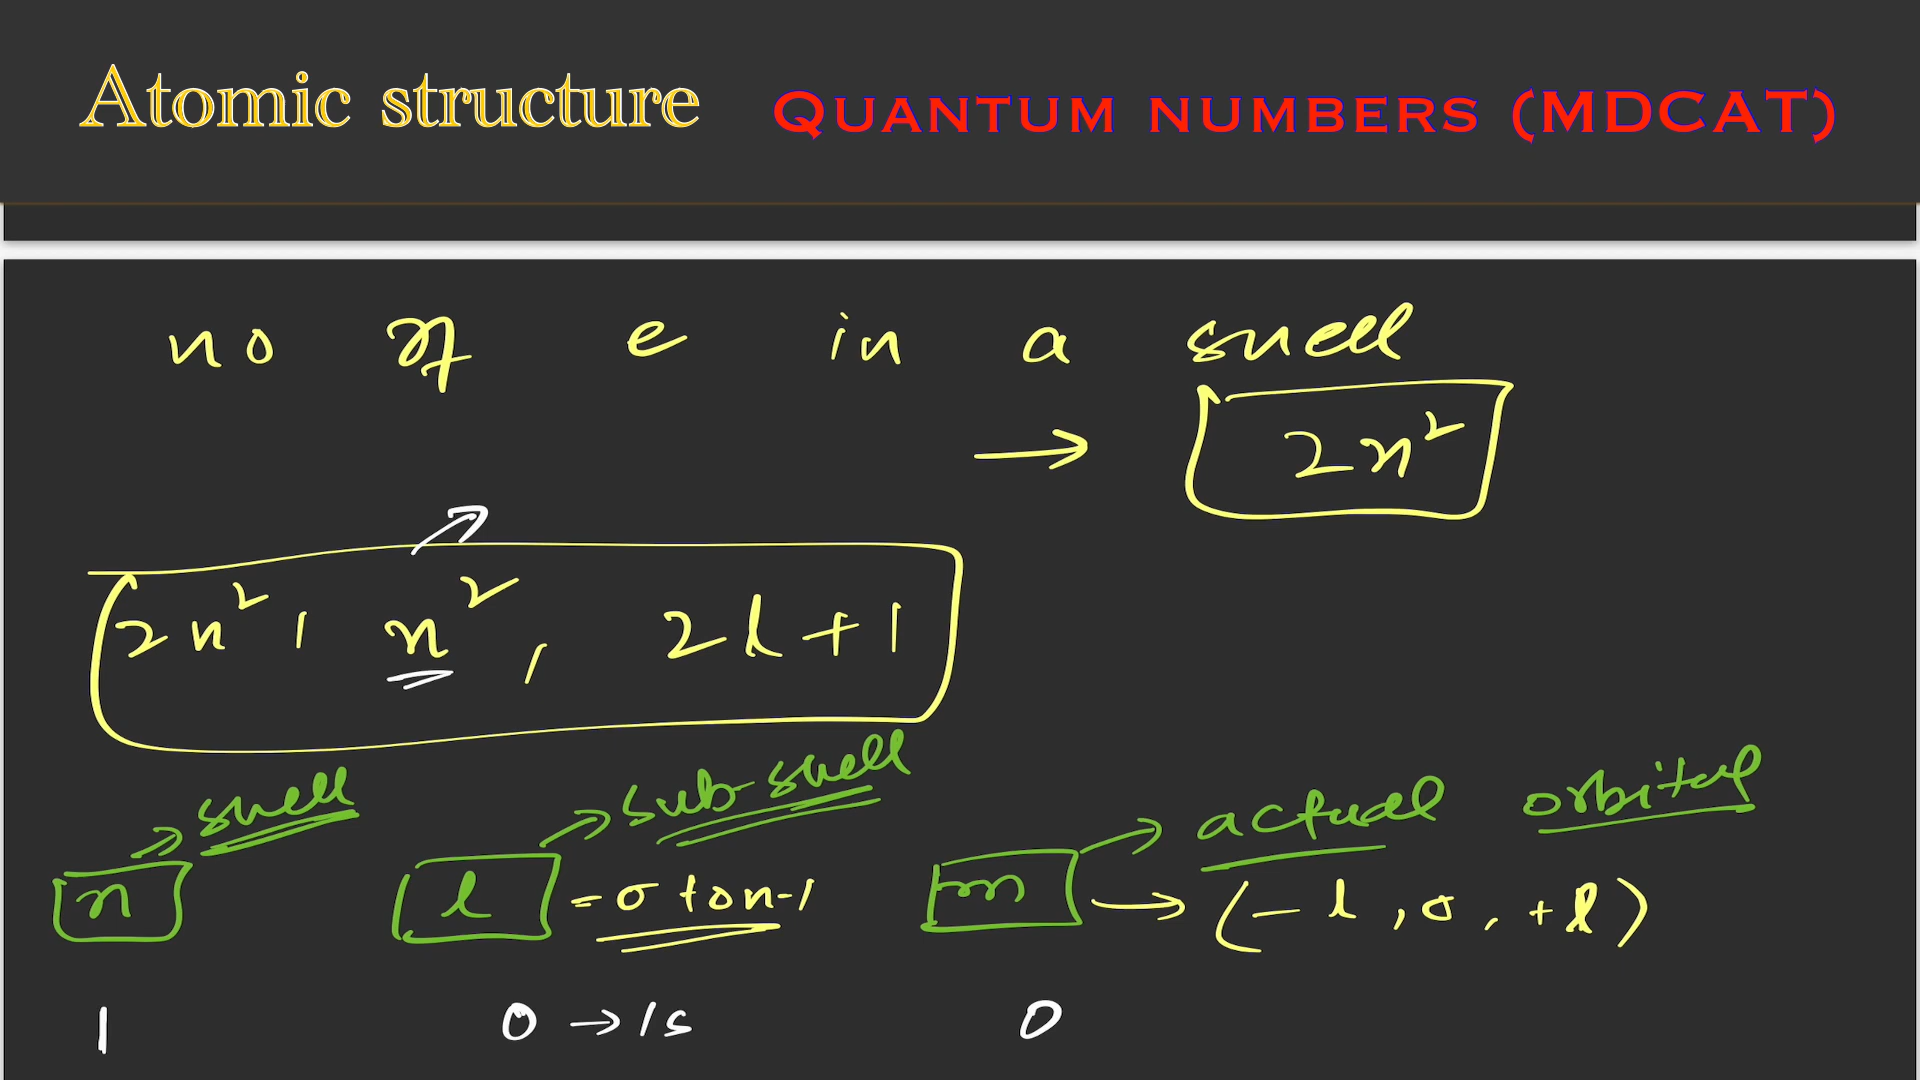 Atomic structure QUANTUM NUMBERS (MDCAT)
no of e in a shell
→ 2n²
2n², n², 2l+1
→ shell → sub-shell → actual orbital
n l = 0 to n-1 m → (-l, 0, +l)
1 0 → 1s 0